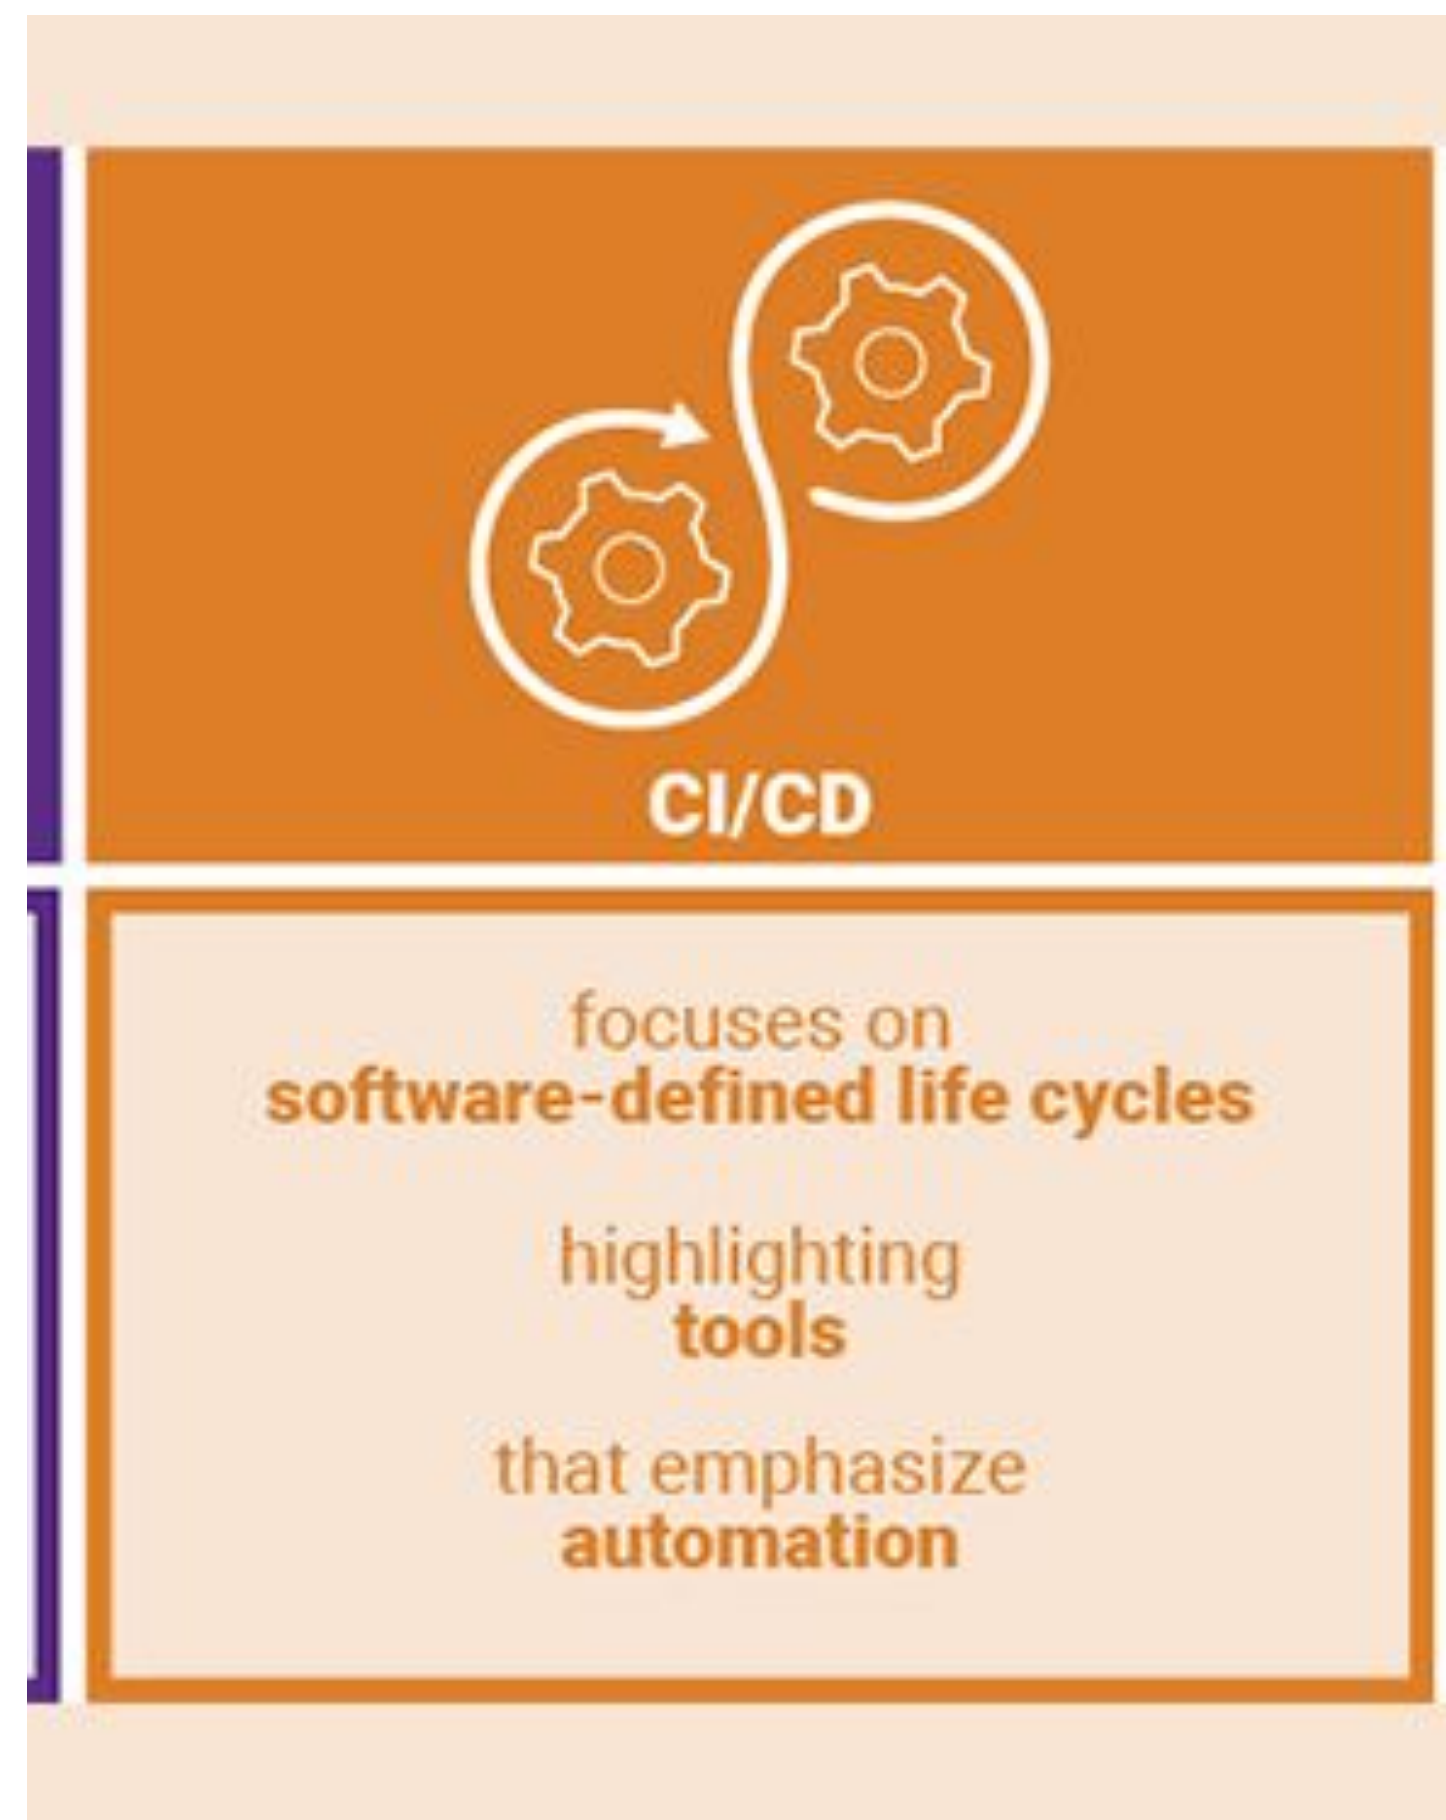 CI/CD
focuses on
software-defined life cycles
highlighting
tools
that emphasize
automation